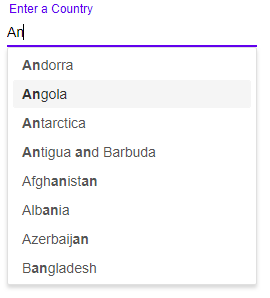 Enter a Country
An
Andorra
Angola
Antarctica
Antigua and Barbuda
Afghanistan
Albania
Azerbaijan
Bangladesh